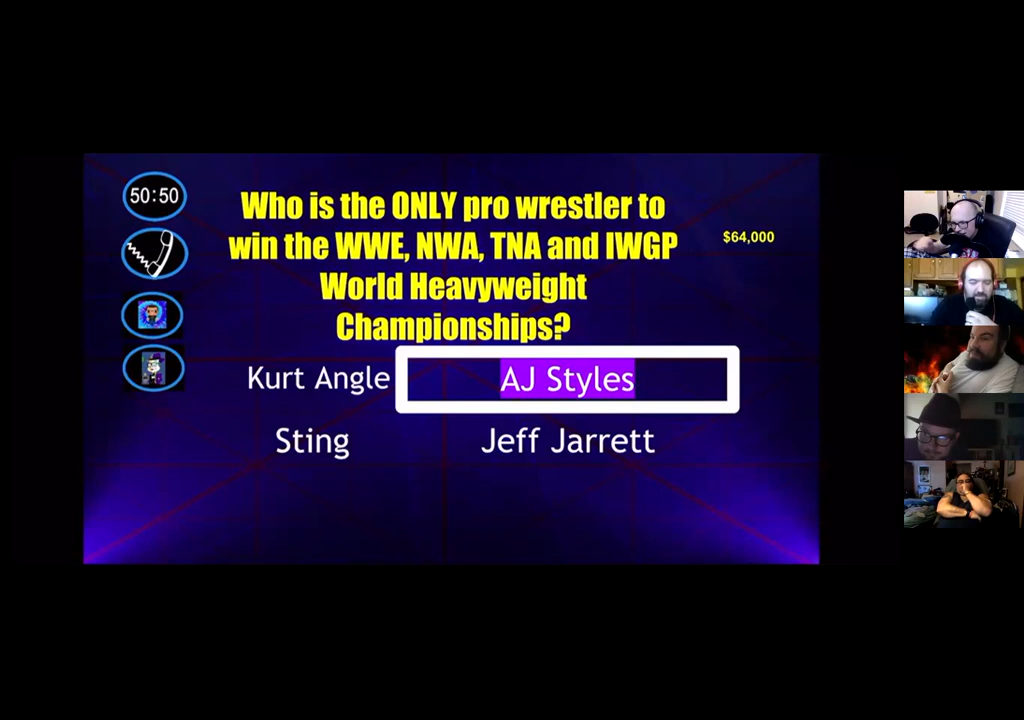 50:50
Who is the ONLY pro wrestler to
win the WWE, NWA, TNA and IWGP
World Heavyweight
Championships?
$64,000
Kurt Angle
AJ Styles
Sting
Jeff Jarrett